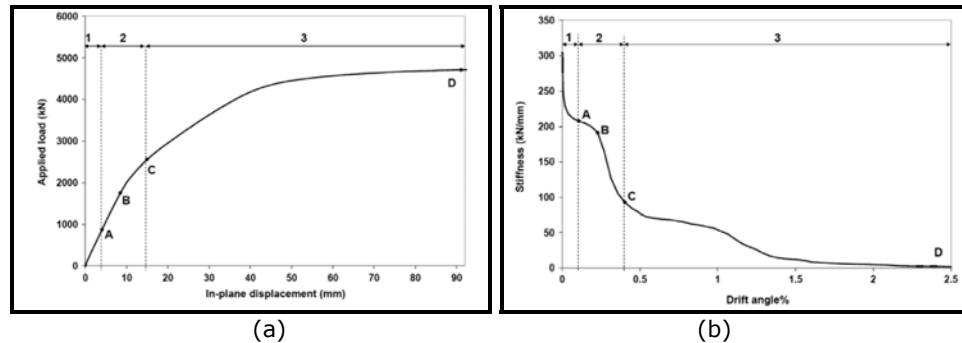 6000
5000
4000
3000
2000
1000
0
Applied load (kN)
1 2 3
A
B
C
D
0 10 20 30 40 50 60 70 80 90
In-plane displacement (mm)
(a)
350
300
250
200
150
100
50
0
Stiffness (kN/mm)
1 2 3
A
B
C
D
0 0.5 1 1.5 2 2.5
Drift angle%
(b)